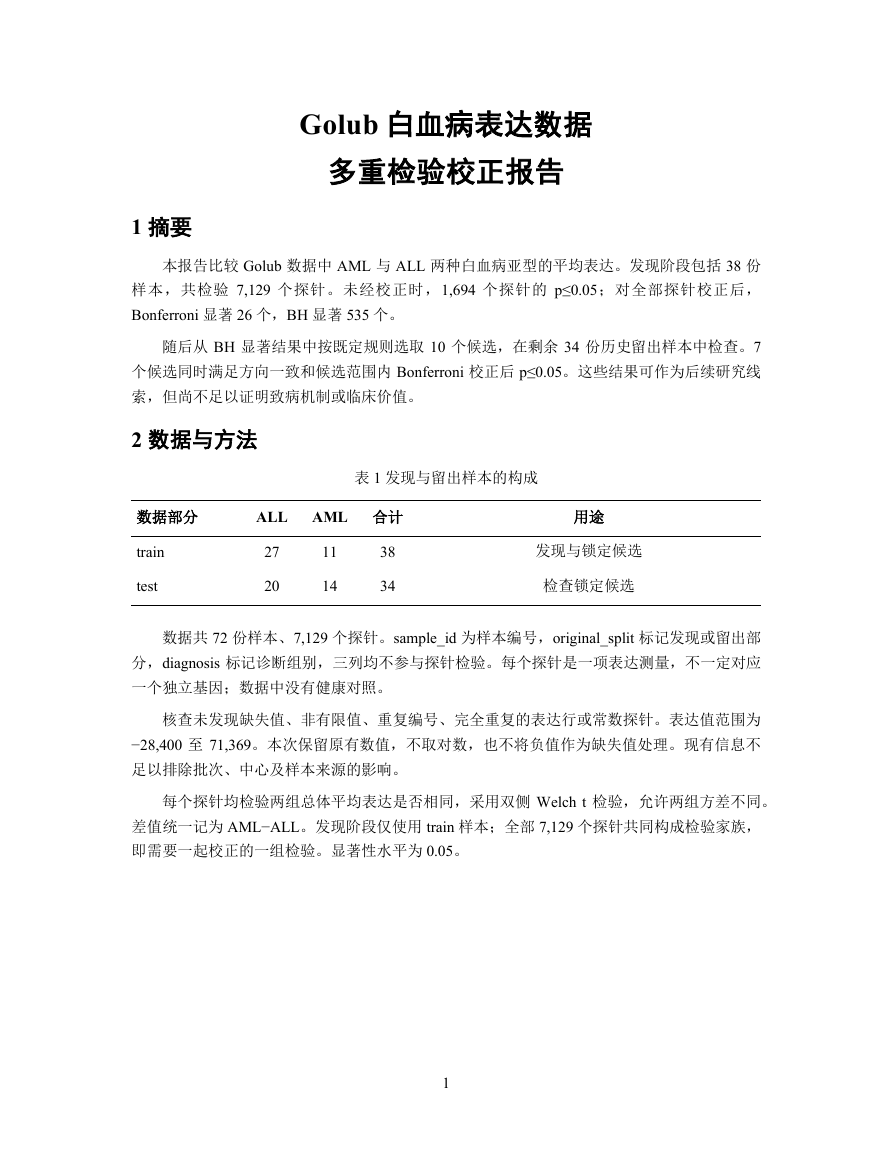 Golub 白血病表达数据
多重检验校正报告
1 摘要
本报告比较 Golub 数据中 AML 与 ALL 两种白血病亚型的平均表达。发现阶段包括 38 份
样本，共检验 7,129 个探针。未经校正时，1,694 个探针的 p≤0.05；对全部探针校正后，
Bonferroni 显著 26 个，BH 显著 535 个。
随后从 BH 显著结果中按既定规则选取 10 个候选，在剩余 34 份历史留出样本中检查。7
个候选同时满足方向一致和候选范围内 Bonferroni 校正后 p≤0.05。这些结果可作为后续研究线
索，但尚不足以证明致病机制或临床价值。
2 数据与方法
表 1 发现与留出样本的构成
数据部分 ALL AML 合计 用途
train 27 11 38 发现与锁定候选
test 20 14 34 检查锁定候选
数据共 72 份样本、7,129 个探针。sample_id 为样本编号，original_split 标记发现或留出部
分，diagnosis 标记诊断组别，三列均不参与探针检验。每个探针是一项表达测量，不一定对应
一个独立基因；数据中没有健康对照。
核查未发现缺失值、非有限值、重复编号、完全重复的表达行或常数探针。表达值范围为
−28,400 至 71,369。本次保留原有数值，不取对数，也不将负值作为缺失值处理。现有信息不
足以排除批次、中心及样本来源的影响。
每个探针均检验两组总体平均表达是否相同，采用双侧 Welch t 检验，允许两组方差不同。
差值统一记为 AML−ALL。发现阶段仅使用 train 样本；全部 7,129 个探针共同构成检验家族，
即需要一起校正的一组检验。显著性水平为 0.05。
1